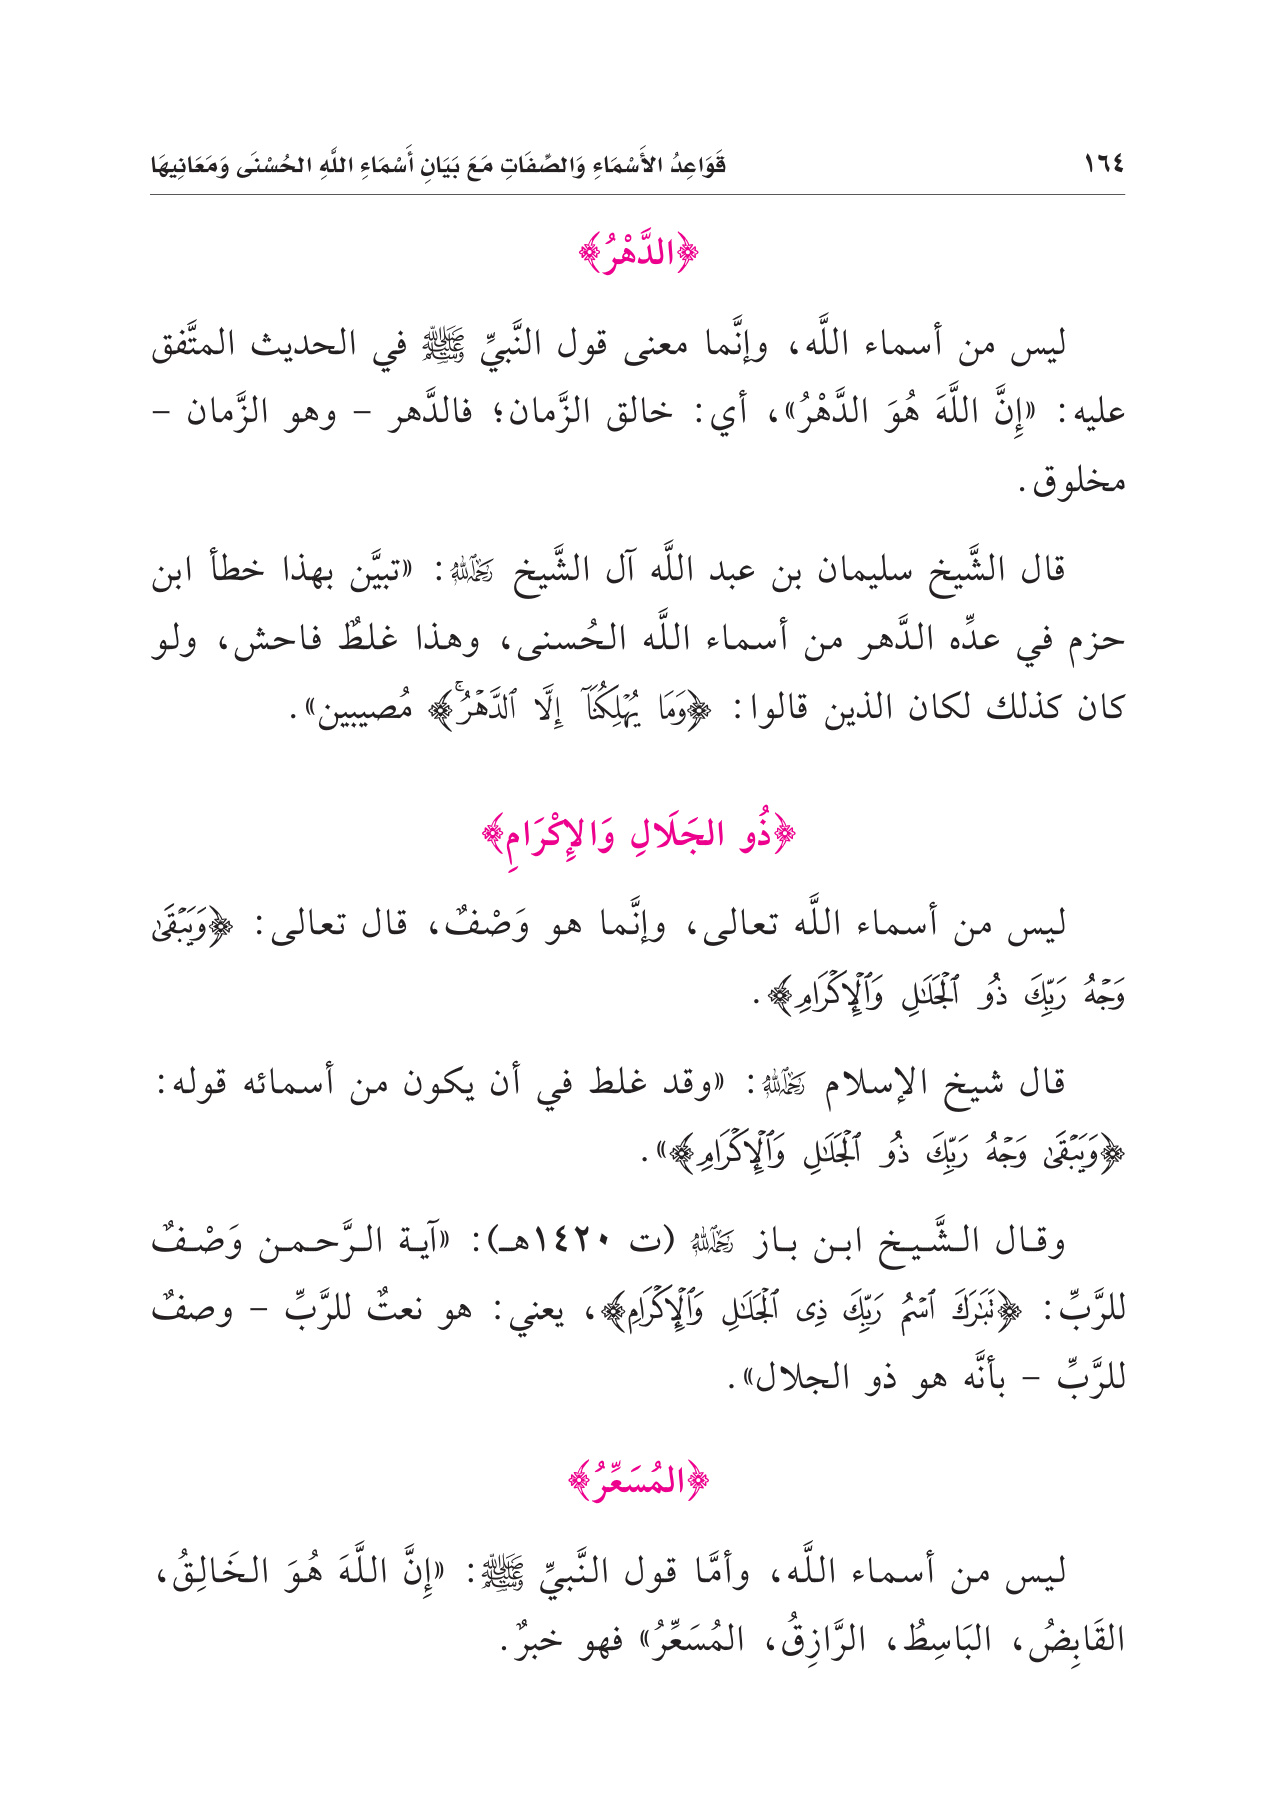 ١٦٤ قَوَاعِدُ الأَسْمَاءِ وَالصِّفَاتِ مَعَ بَيَانِ أَسْمَاءِ اللَّهِ الحُسْنَى وَمَعَانِيهَا
﴿الدَّهْرُ﴾
ليس من أسماء اللَّه، وإنَّما معنى قول النَّبيِّ ﷺ في الحديث المتَّفق
عليه: «إِنَّ اللَّهَ هُوَ الدَّهْرُ»، أي: خالق الزَّمان؛ فالدَّهر – وهو الزَّمان –
مخلوق.
قال الشَّيخ سليمان بن عبد اللَّه آل الشَّيخ رَحِمَهُ ٱللَّهُ: «تبيَّن بهذا خطأ ابن
حزم في عدِّه الدَّهر من أسماء اللَّه الحُسنى، وهذا غلطٌ فاحش، ولو
كان كذلك لكان الذين قالوا: ﴿وَمَا يُهۡلِكُنَآ إِلَّا ٱلدَّهۡرُۚ﴾ مُصيبين».
﴿ذُو الجَلَالِ وَالإِكْرَامِ﴾
ليس من أسماء اللَّه تعالى، وإنَّما هو وَصْفٌ، قال تعالى: ﴿وَيَبۡقَىٰ
وَجۡهُ رَبِّكَ ذُو ٱلۡجَلَٰلِ وَٱلۡإِكۡرَامِ﴾.
قال شيخ الإسلام رَحِمَهُ ٱللَّهُ: «وقد غلط في أن يكون من أسمائه قوله:
﴿وَيَبۡقَىٰ وَجۡهُ رَبِّكَ ذُو ٱلۡجَلَٰلِ وَٱلۡإِكۡرَامِ﴾».
وقال الشَّيخ ابن باز رَحِمَهُ ٱللَّهُ (ت ١٤٢٠هـ): «آية الرَّحمن وَصْفٌ
للرَّبِّ: ﴿تَبَٰرَكَ ٱسۡمُ رَبِّكَ ذِي ٱلۡجَلَٰلِ وَٱلۡإِكۡرَامِ﴾، يعني: هو نعتٌ للرَّبِّ – وصفٌ
للرَّبِّ – بأنَّه هو ذو الجلال».
﴿المُسَعِّرُ﴾
ليس من أسماء اللَّه، وأمَّا قول النَّبيِّ ﷺ: «إِنَّ اللَّهَ هُوَ الخَالِقُ،
القَابِضُ، البَاسِطُ، الرَّازِقُ، المُسَعِّرُ» فهو خبرٌ.